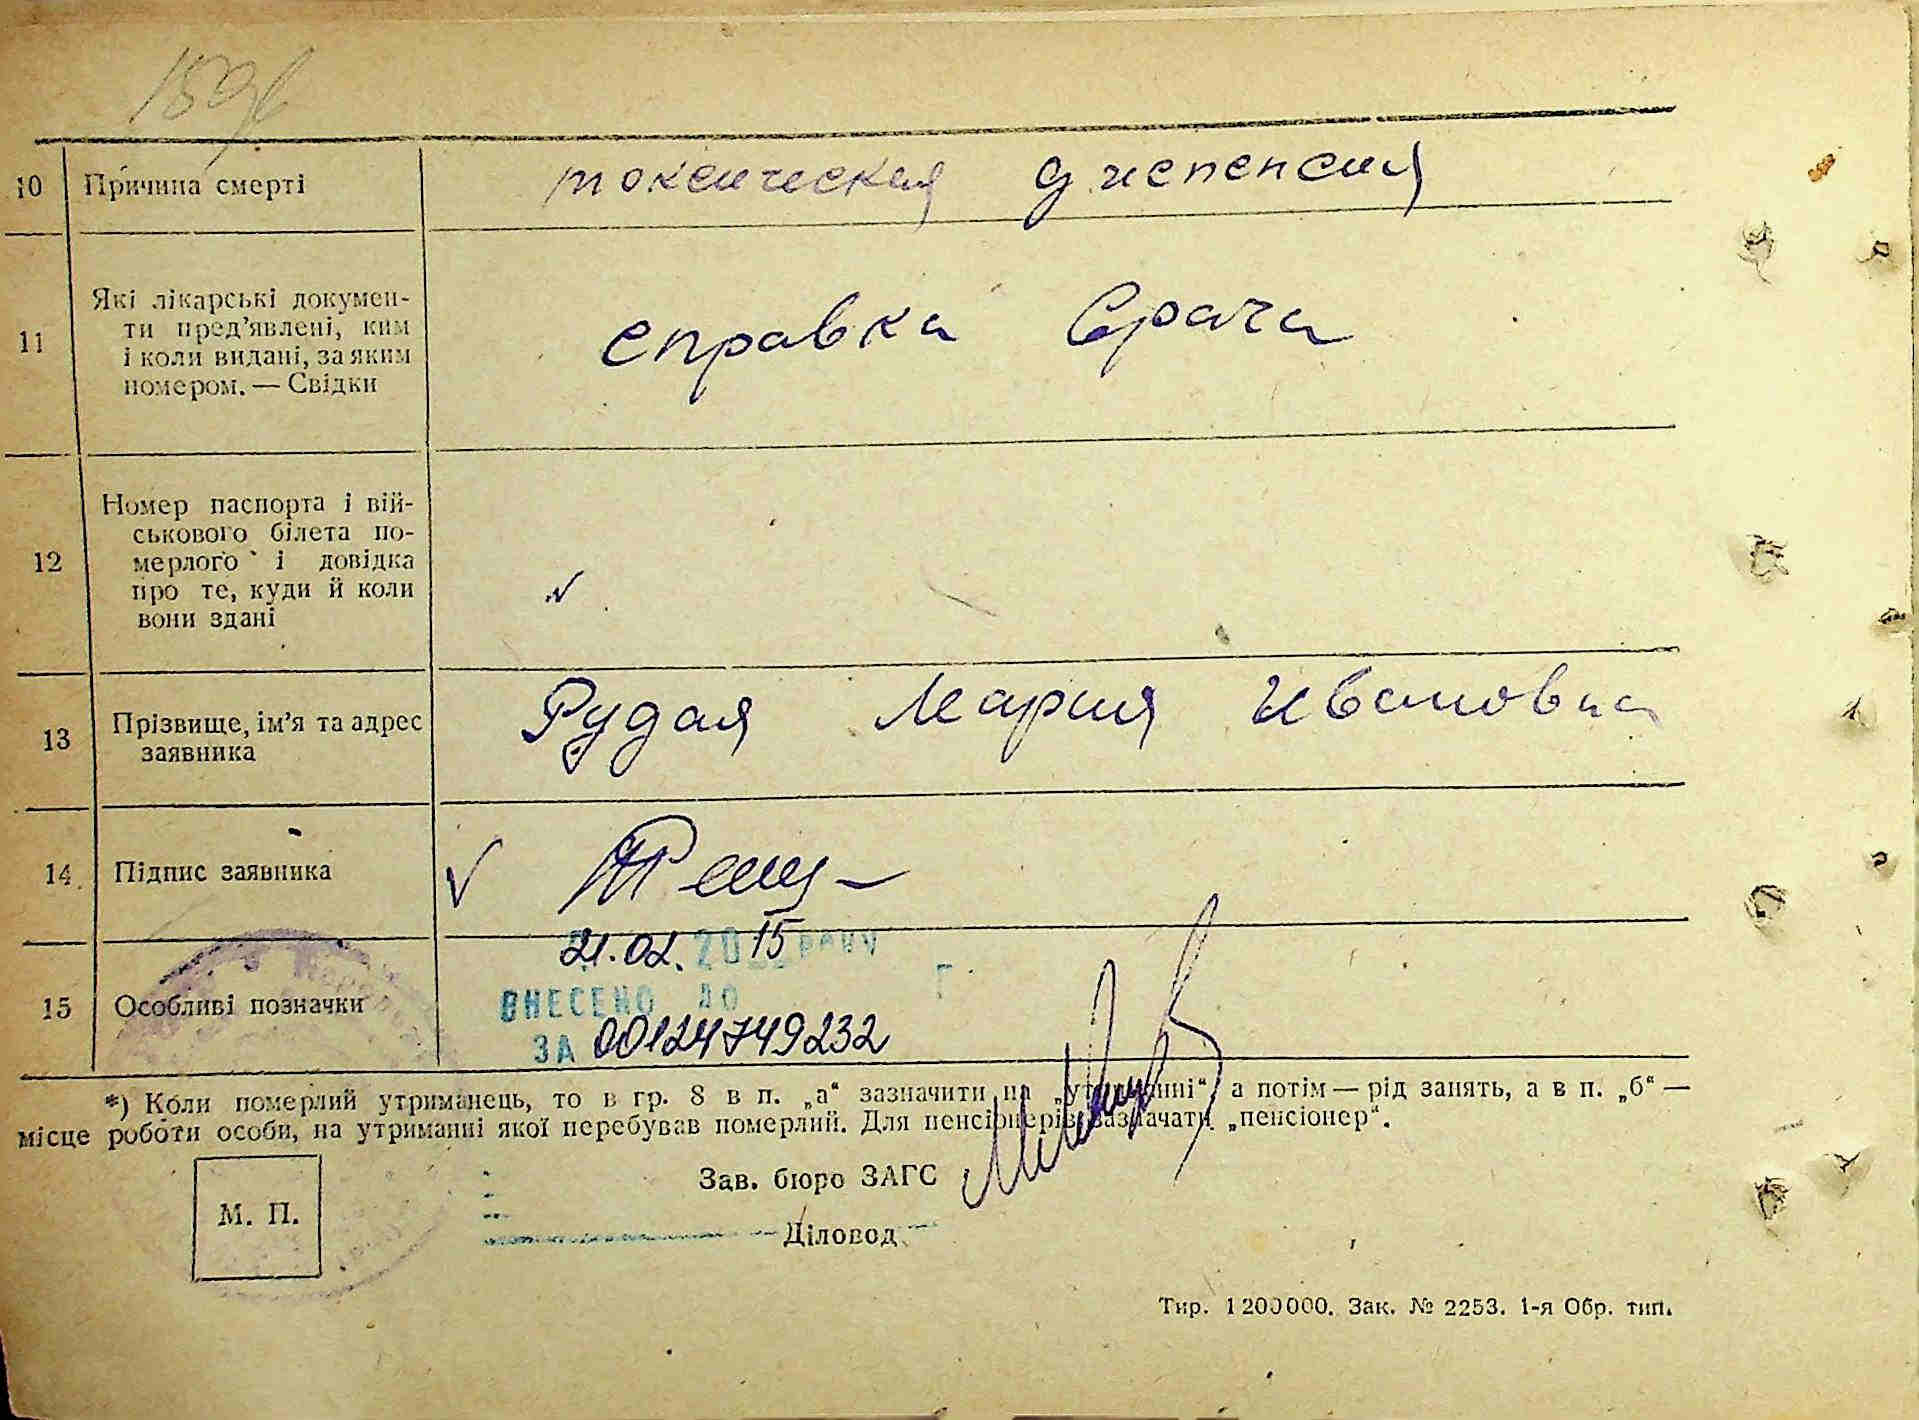 10 Причина смерті токсическая диспепсия
11 Які лікарські докумен-
ти пред’явлені, ким
і коли видані, за яким
номером. — Свідки
справка врача
12 Номер паспорта і вій-
ськового білета по-
мерлого і довідка
про те, куди й коли
вони здані
13 Прізвище, ім’я та адрес
заявника
Рудая Мария Ивановна
14 Підпис заявника
21.02. 2015 року
15 Особливі позначки
ВНЕСЕНО ДО
ЗА 00124749232
*) Коли померлий утриманець, то в гр. 8 в п. „а“ зазначити на „утриманні“, а потім — рід занять, а в п. „б“ —
місце роботи особи, на утриманні якої перебував померлий. Для пенсіонерів зазначати „пенсіонер“.
Зав. бюро ЗАГС
М. П.
Діловод
Тир. 1200000. Зак. № 2253. 1-я Обр. тип.